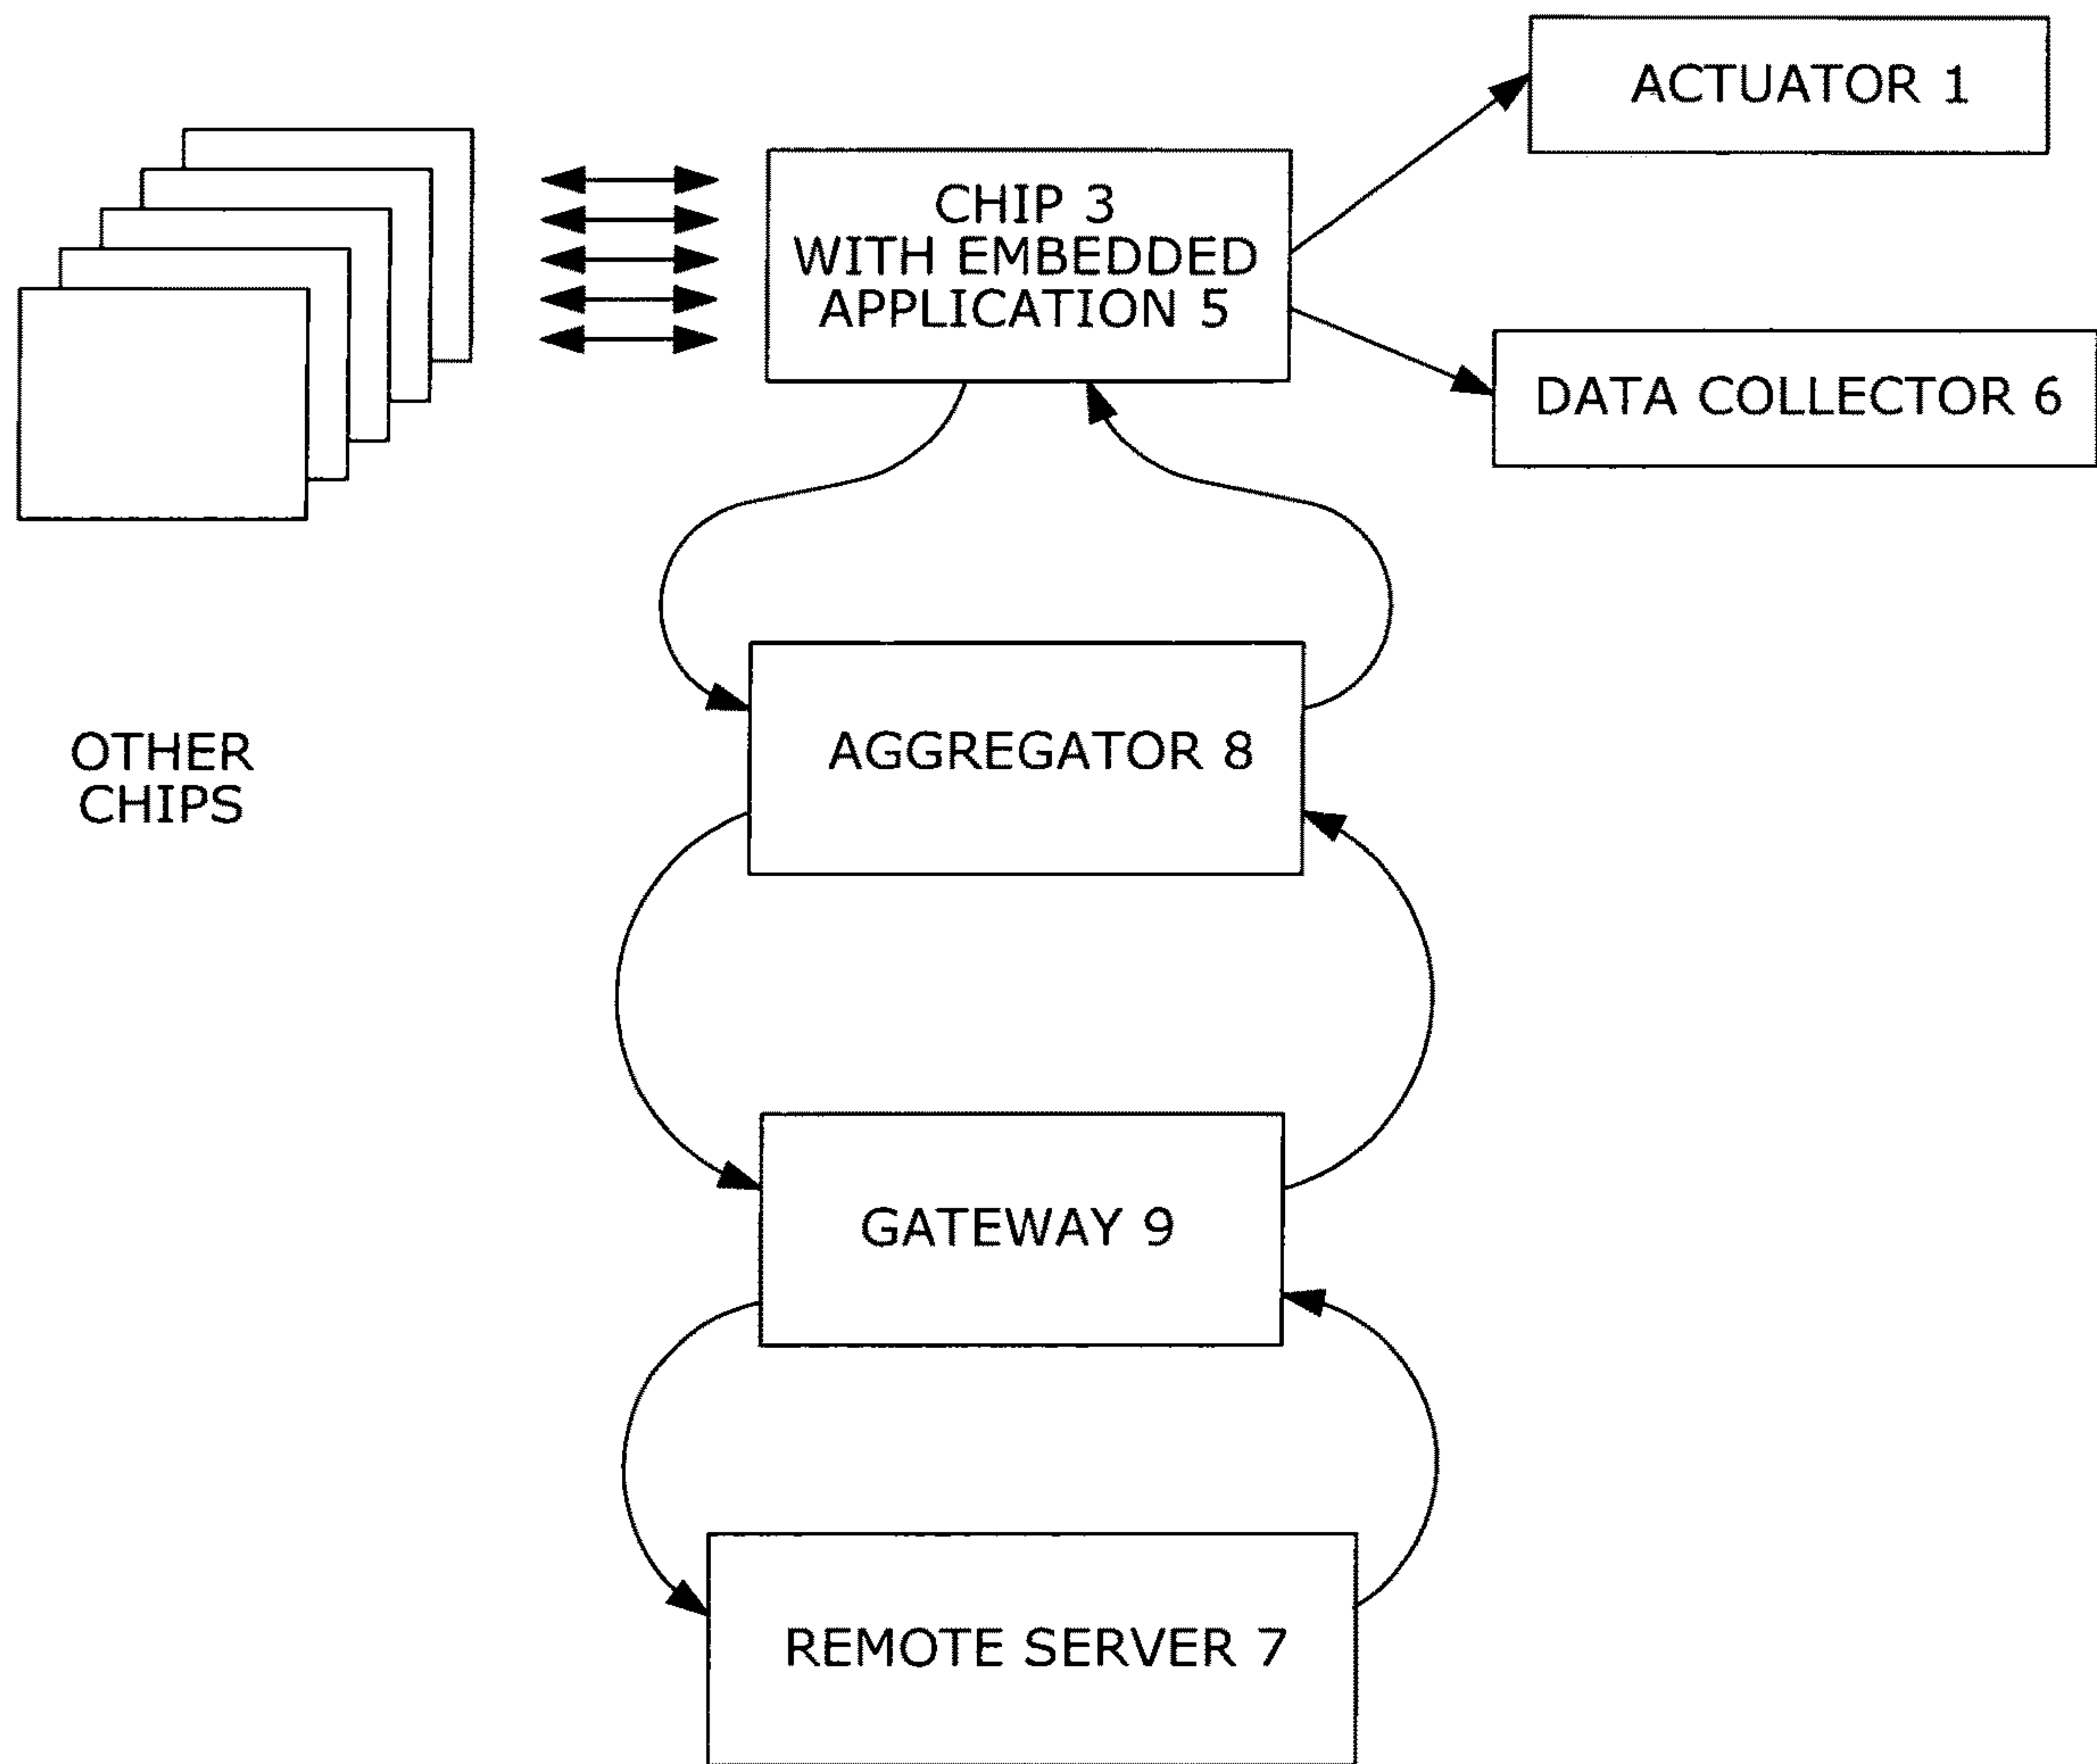 ACTUATOR 1
CHIP 3
WITH EMBEDDED
APPLICATION 5
DATA COLLECTOR 6
OTHER
CHIPS
AGGREGATOR 8
GATEWAY 9
REMOTE SERVER 7